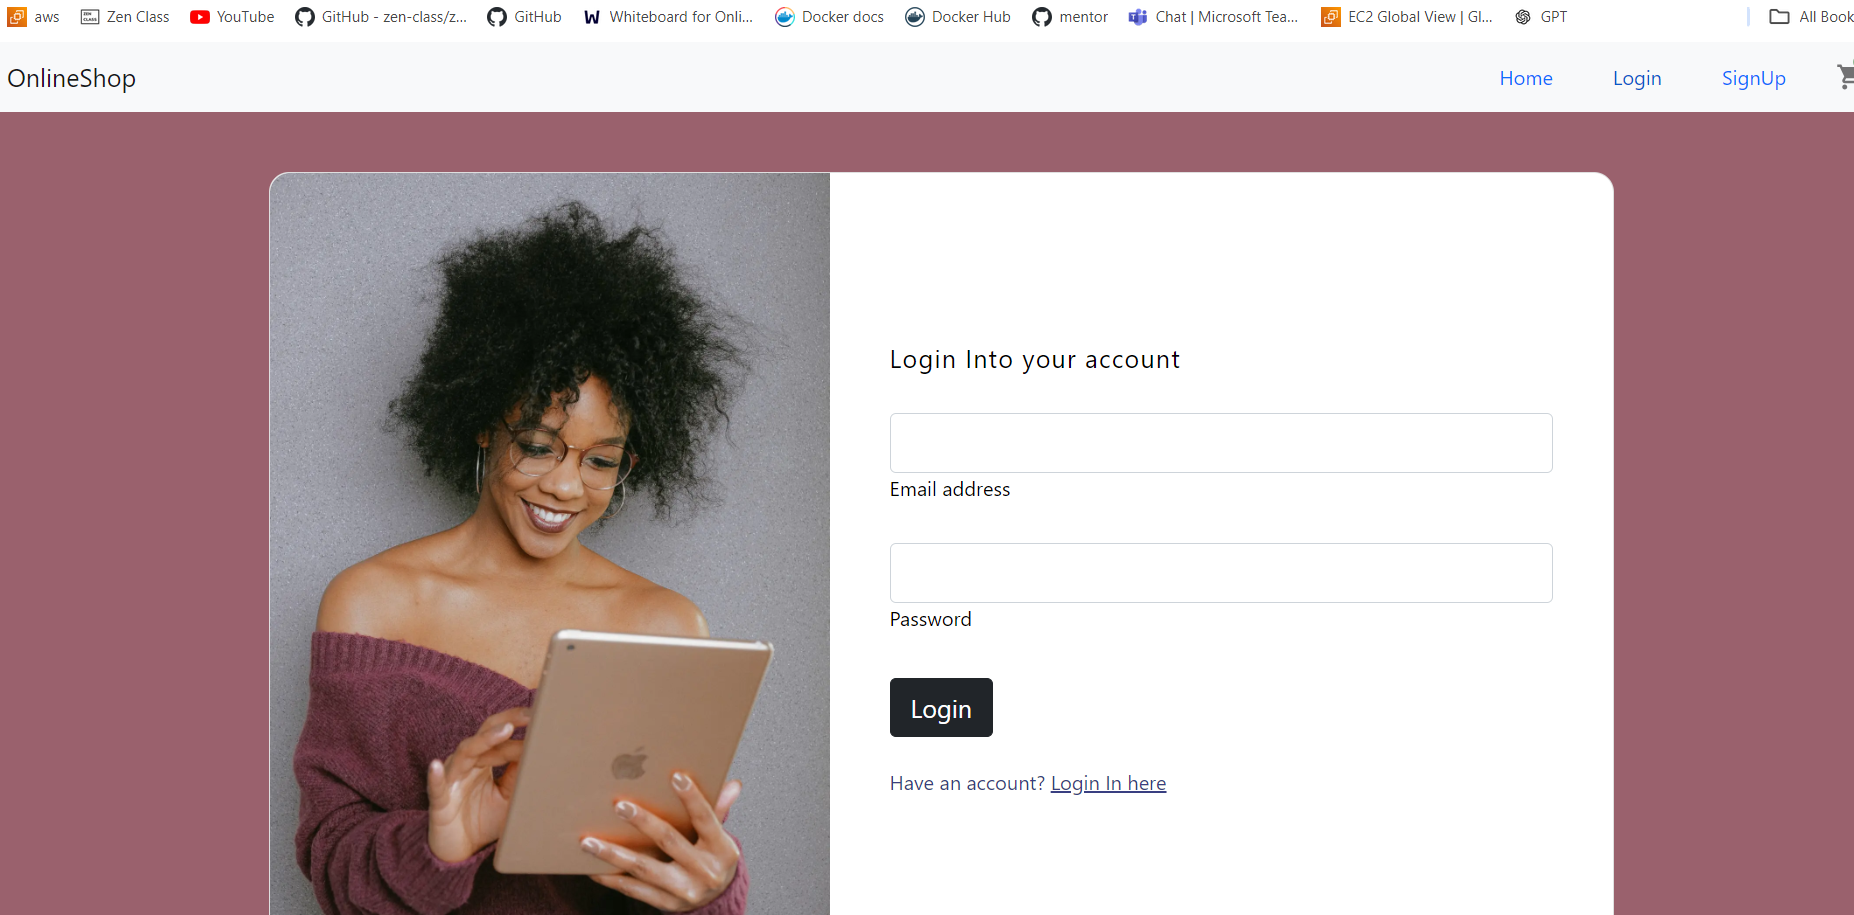 aws Zen Class YouTube GitHub - zen-class/z... GitHub Whiteboard for Onli... Docker docs Docker Hub mentor Chat | Microsoft Tea... EC2 Global View | Gl... GPT All Book
OnlineShop Home Login SignUp
Login Into your account
Email address
Password
Login
Have an account? Login In here